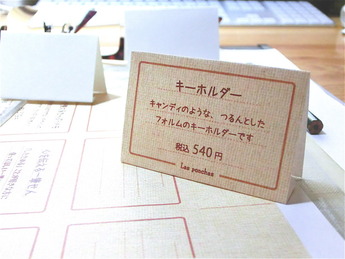 キーホルダー
キャンディのような、つるんとした
フォルムのキーホルダーです
税込 540円
Las ponchas